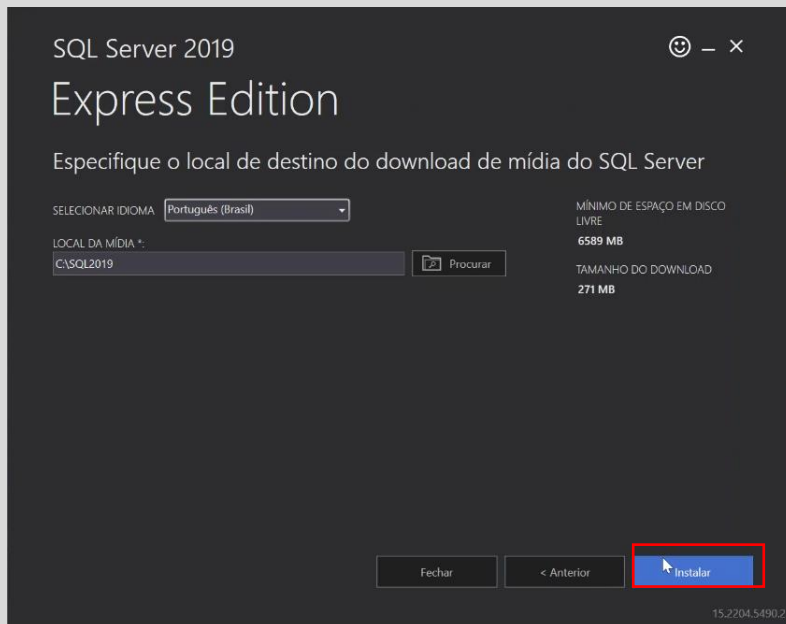 SQL Server 2019
Express Edition
Especifique o local de destino do download de mídia do SQL Server
SELECIONAR IDIOMA Português (Brasil)
LOCAL DA MÍDIA *:
C:\SQL2019
Procurar
MÍNIMO DE ESPAÇO EM DISCO
LIVRE
6589 MB
TAMANHO DO DOWNLOAD
271 MB
Fechar
< Anterior
Instalar
15.2204.5490.2